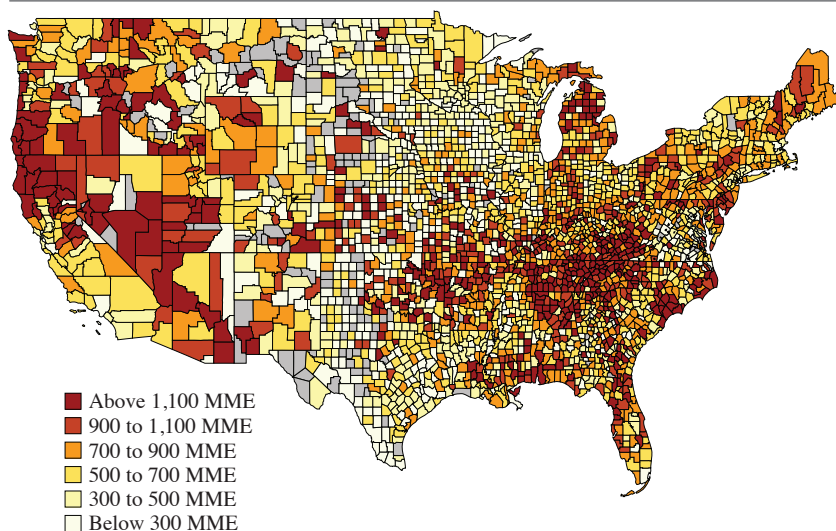 Above 1,100 MME
900 to 1,100 MME
700 to 900 MME
500 to 700 MME
300 to 500 MME
Below 300 MME